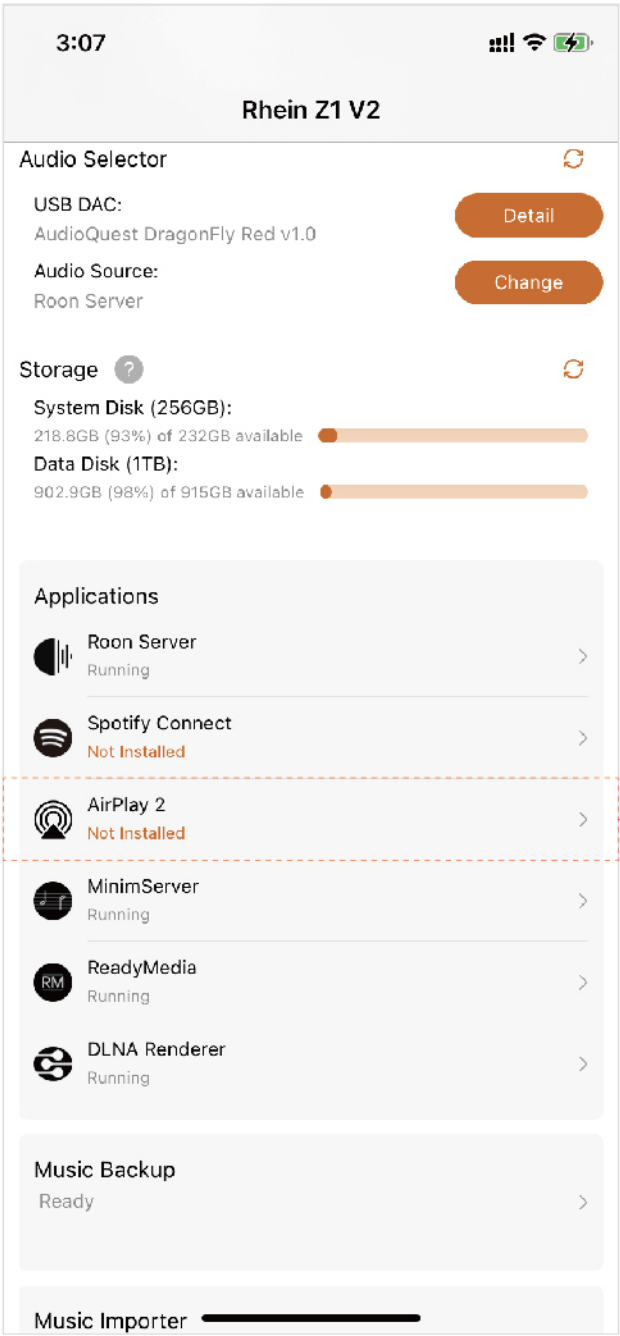 3:07
Rhein Z1 V2
Audio Selector
USB DAC:
AudioQuest DragonFly Red v1.0
Detail
Audio Source:
Roon Server
Change
Storage ?
System Disk (256GB):
218.8GB (93%) of 232GB available
Data Disk (1TB):
902.9GB (98%) of 915GB available
Applications
Roon Server
Running
Spotify Connect
Not Installed
AirPlay 2
Not Installed
MinimServer
Running
RM
ReadyMedia
Running
DLNA Renderer
Running
Music Backup
Ready
Music Importer